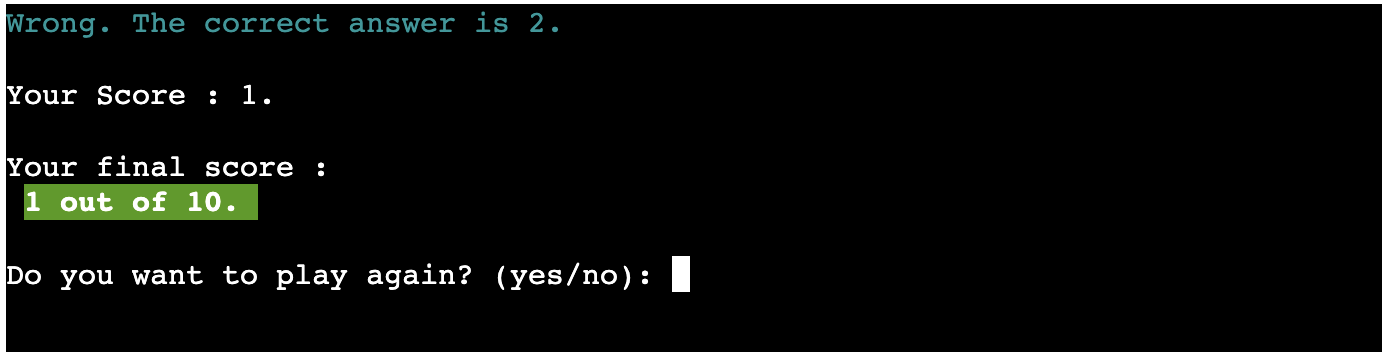 Wrong. The correct answer is 2.
Your Score : 1.
Your final score :
1 out of 10.
Do you want to play again? (yes/no):